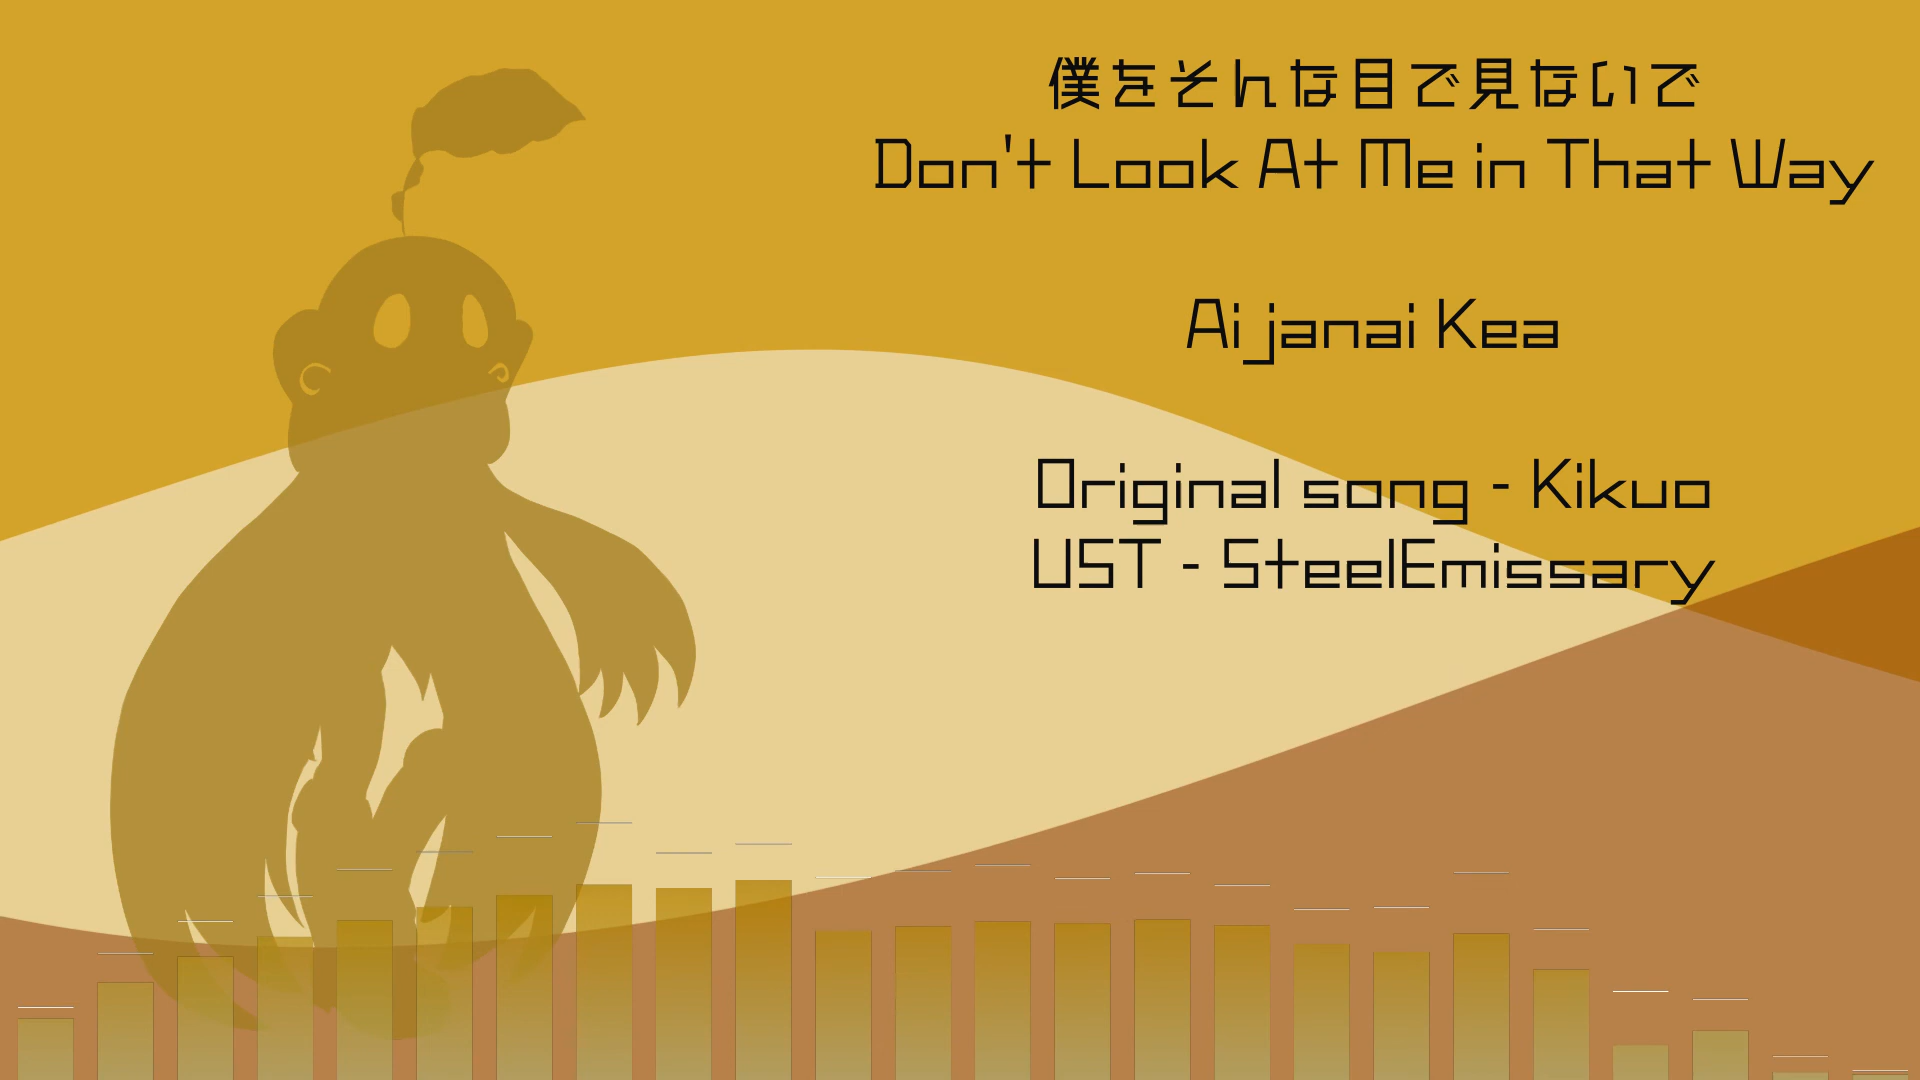 僕をそんな目で見ないで
Don't Look At Me in That Way
Ai_janai Kea
Original song - Kikuo
UST - SteelEmissary